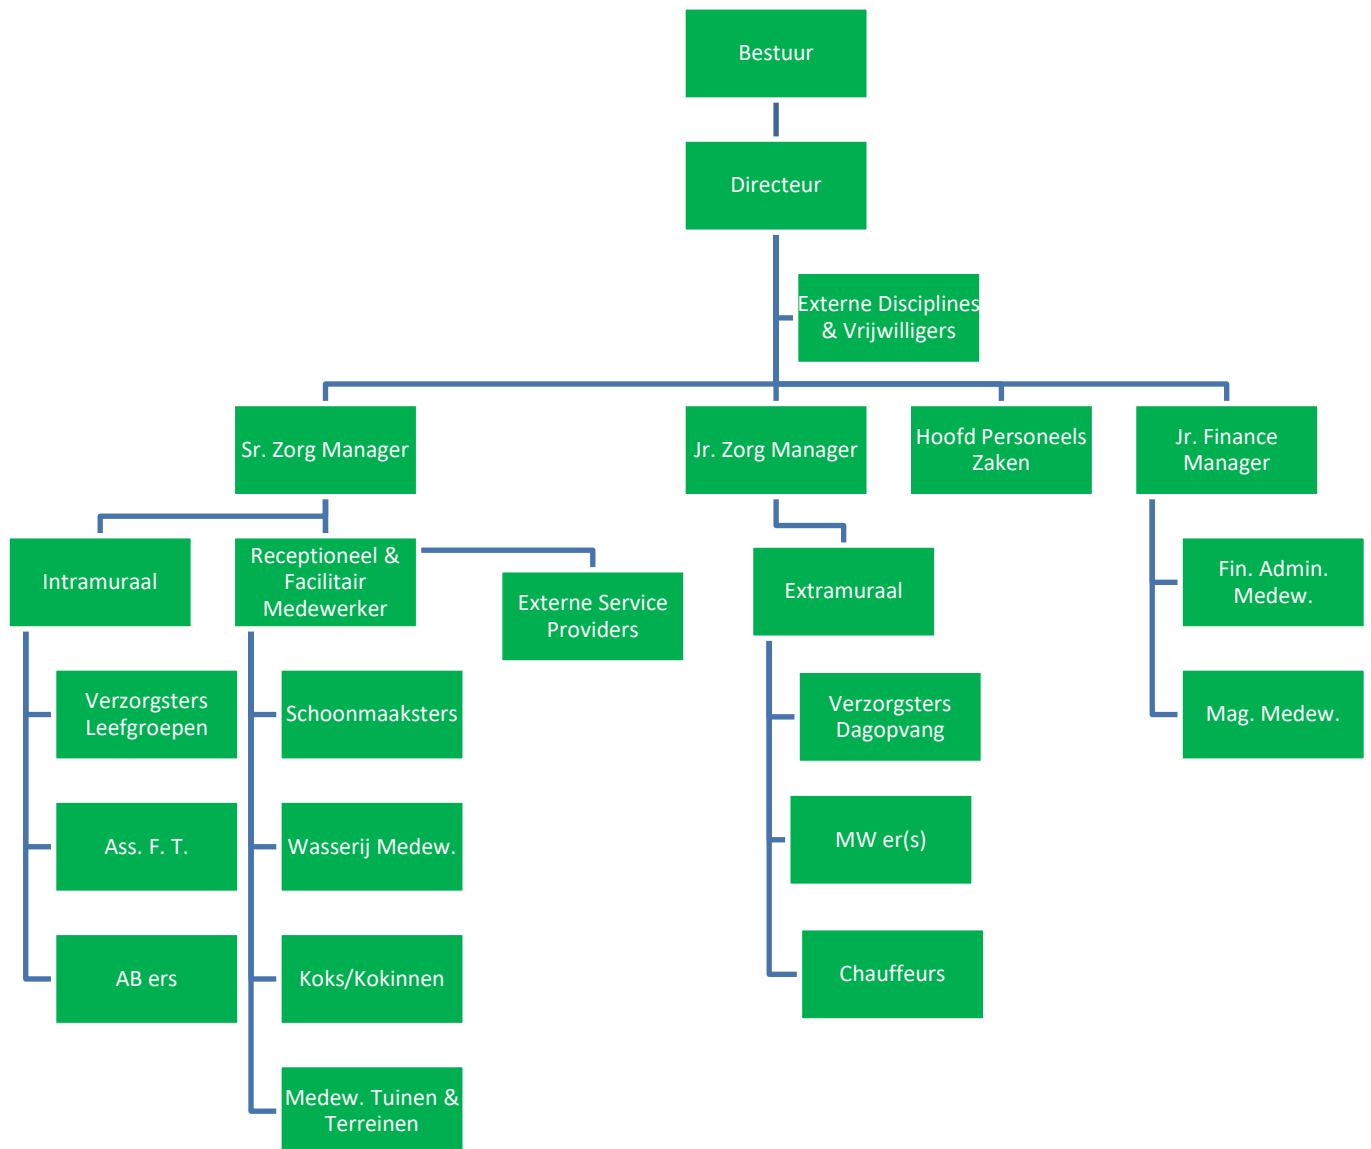 Bestuur
Directeur
Externe Disciplines
& Vrijwilligers
Sr. Zorg Manager
Jr. Zorg Manager
Hoofd Personeels
Zaken
Jr. Finance
Manager
Intramuraal
Receptioneel &
Facilitair
Medewerker
Externe Service
Providers
Extramuraal
Fin. Admin.
Medew.
Verzorgsters
Leefgroepen
Schoonmaaksters
Verzorgsters
Dagopvang
Mag. Medew.
Ass. F. T.
Wasserij Medew.
MW er(s)
AB ers
Koks/Kokinnen
Chauffeurs
Medew. Tuinen &
Terreinen